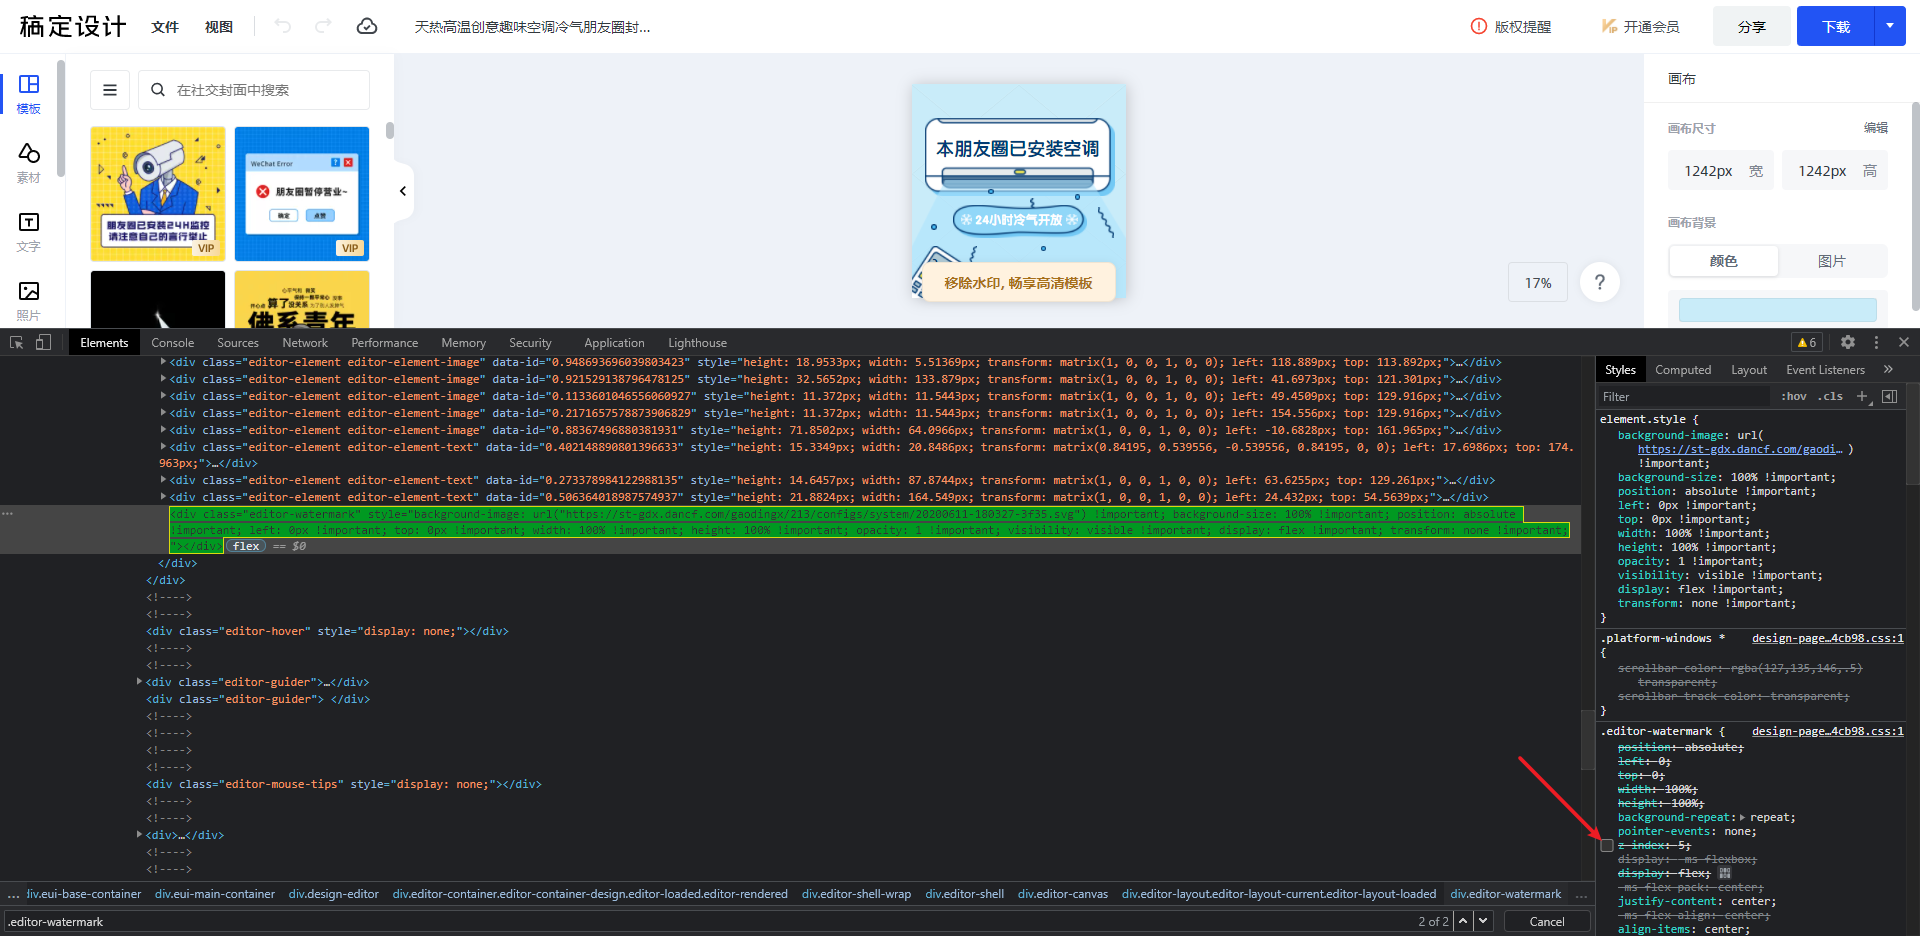 稿定设计 文件 视图 天热高温创意趣味空调冷气朋友圈封... 版权提醒 开通会员 分享 下载
模板
素材
文字
照片
在社交封面中搜索
朋友圈已安装24H监控
请注意自己的言行举止
VIP
WeChat Error
朋友圈暂停营业~
确定 点赞
VIP
算了
没关系
佛系青年
本朋友圈已安装空调
24小时冷气开放
移除水印, 畅享高清模板
17% ?
画布
画布尺寸 编辑
1242px 宽 1242px 高
画布背景
颜色 图片
Elements Console Sources Network Performance Memory Security Application Lighthouse 6
<div class="editor-element editor-element-image" data-id="0.948693696039803423" style="height: 18.9533px; width: 5.51369px; transform: matrix(1, 0, 0, 1, 0, 0); left: 118.889px; top: 113.892px;">…</div>
<div class="editor-element editor-element-image" data-id="0.921529138796478125" style="height: 32.5652px; width: 133.879px; transform: matrix(1, 0, 0, 1, 0, 0); left: 41.6973px; top: 121.301px;">…</div>
<div class="editor-element editor-element-image" data-id="0.1133601046556060927" style="height: 11.372px; width: 11.5443px; transform: matrix(1, 0, 0, 1, 0, 0); left: 49.4509px; top: 129.916px;">…</div>
<div class="editor-element editor-element-image" data-id="0.2171657578873906829" style="height: 11.372px; width: 11.5443px; transform: matrix(1, 0, 0, 1, 0, 0); left: 154.556px; top: 129.916px;">…</div>
<div class="editor-element editor-element-image" data-id="0.88367496880381931" style="height: 71.8502px; width: 64.0966px; transform: matrix(1, 0, 0, 1, 0, 0); left: -10.6828px; top: 161.965px;">…</div>
<div class="editor-element editor-element-text" data-id="0.402148890801396633" style="height: 15.3349px; width: 20.8486px; transform: matrix(0.84195, 0.539556, -0.539556, 0.84195, 0, 0); left: 17.6986px; top: 174.
963px;">…</div>
<div class="editor-element editor-element-text" data-id="0.273378984122988135" style="height: 14.6457px; width: 87.8744px; transform: matrix(1, 0, 0, 1, 0, 0); left: 63.6255px; top: 129.261px;">…</div>
<div class="editor-element editor-element-text" data-id="0.506364018987574937" style="height: 21.8824px; width: 164.549px; transform: matrix(1, 0, 0, 1, 0, 0); left: 24.432px; top: 54.5639px;">…</div>
<div class="editor-watermark" style="background-image: url("https://st-gdx.dancf.com/gaodingx/213/configs/system/20200611-180327-3f35.svg") !important; background-size: 100% !important; position: absolute
!important; left: 0px !important; top: 0px !important; width: 100% !important; height: 100% !important; opacity: 1 !important; visibility: visible !important; display: flex !important; transform: none !important;
"></div> flex == $0
</div>
</div>
<!---->
<!---->
<div class="editor-hover" style="display: none;"></div>
<!---->
<!---->
<div class="editor-guider">…</div>
<div class="editor-guider"> </div>
<!---->
<!---->
<!---->
<!---->
<div class="editor-mouse-tips" style="display: none;"></div>
<!---->
<!---->
<div>…</div>
<!---->
<!---->
... div.eui-base-container div.eui-main-container div.design-editor div.editor-container.editor-container-design.editor-loaded.editor-rendered div.editor-shell-wrap div.editor-shell div.editor-canvas div.editor-layout.editor-layout-current.editor-layout-loaded div.editor-watermark ...
.editor-watermark 2 of 2 Cancel
Styles Computed Layout Event Listeners »
Filter :hov .cls +
element.style {
background-image: url(
https://st-gdx.dancf.com/gaodi… )
!important;
background-size: 100% !important;
position: absolute !important;
left: 0px !important;
top: 0px !important;
width: 100% !important;
height: 100% !important;
opacity: 1 !important;
visibility: visible !important;
display: flex !important;
transform: none !important;
}
.platform-windows * design-page…4cb98.css:1
{
scrollbar-color: rgba(127,135,146,.5)
transparent;
scrollbar-track-color: transparent;
}
.editor-watermark { design-page…4cb98.css:1
position: absolute;
left: 0;
top: 0;
width: 100%;
height: 100%;
background-repeat: repeat;
pointer-events: none;
z-index: 5;
display: -ms-flexbox;
display: flex;
-ms-flex-pack: center;
justify-content: center;
-ms-flex-align: center;
align-items: center;